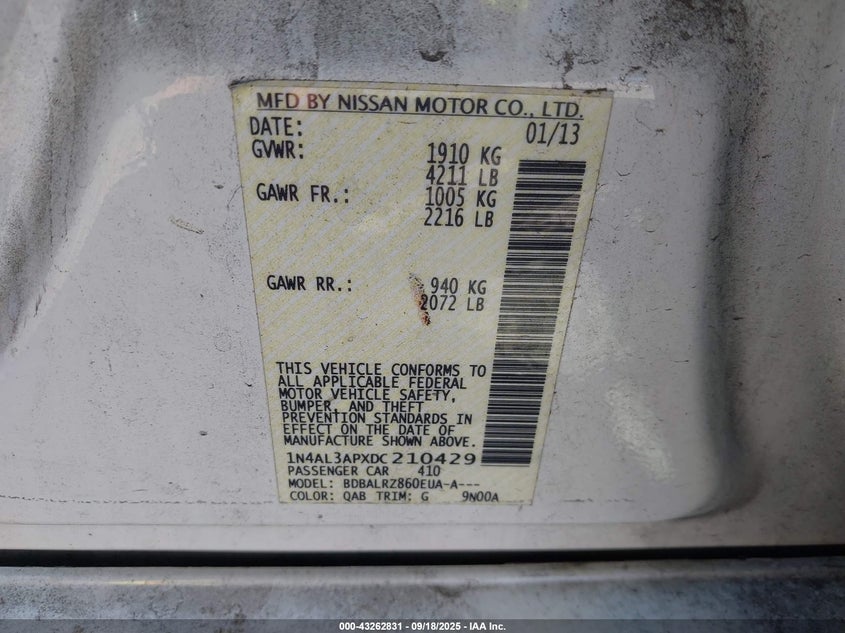 MFD BY NISSAN MOTOR CO., LTD.
DATE: 01/13
GVWR: 1910 KG
4211 LB
GAWR FR.: 1005 KG
2216 LB
GAWR RR.: 940 KG
2072 LB
THIS VEHICLE CONFORMS TO
ALL APPLICABLE FEDERAL
MOTOR VEHICLE SAFETY,
BUMPER, AND THEFT
PREVENTION STANDARDS IN
EFFECT ON THE DATE OF
MANUFACTURE SHOWN ABOVE.
1N4AL3APXDC210429
PASSENGER CAR 410
MODEL: BDBALRZ860EUA-A---
COLOR: QAB TRIM: G 9N00A
000-43262831 - 09/18/2025 - IAA Inc.